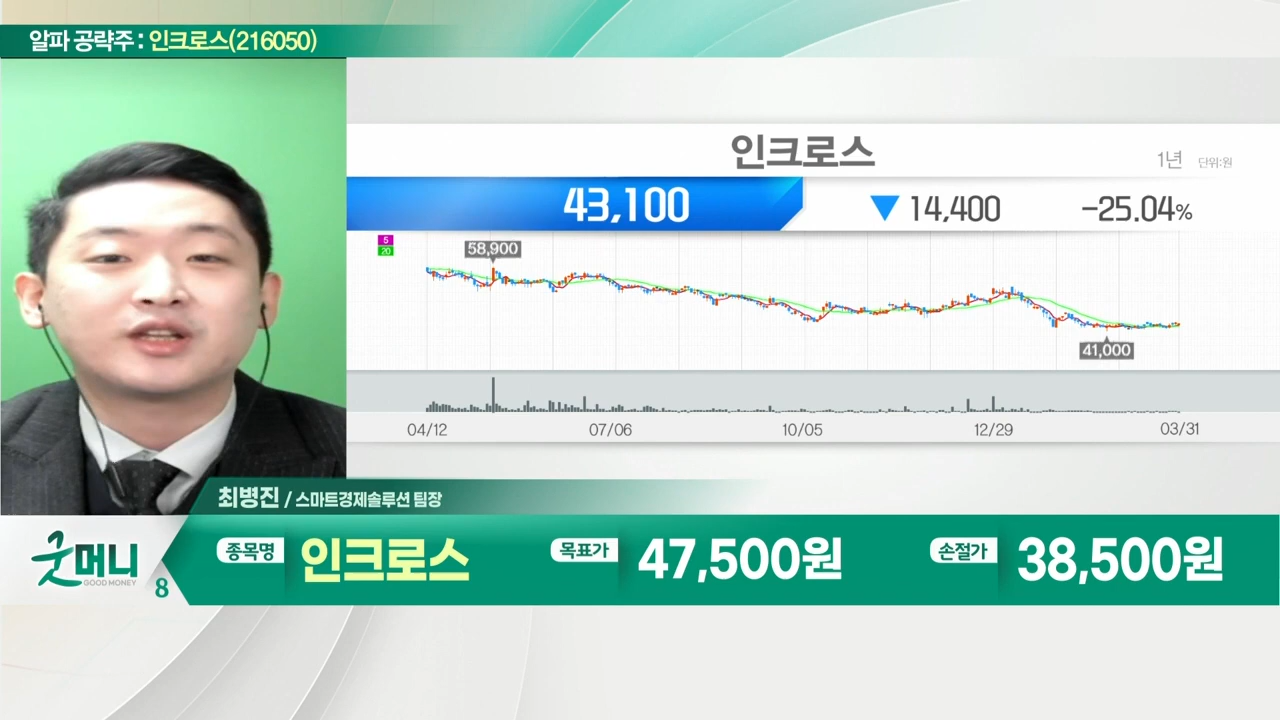 알파 공략주 : 인크로스(216050)
인크로스
1년 단위:원
43,100 ▼ 14,400 -25.04%
5
20
58,900
41,000
04/12 07/06 10/05 12/29 03/31
최병진 / 스마트경제솔루션 팀장
굿머니
GOOD MONEY
8
종목명 인크로스 목표가 47,500원 손절가 38,500원